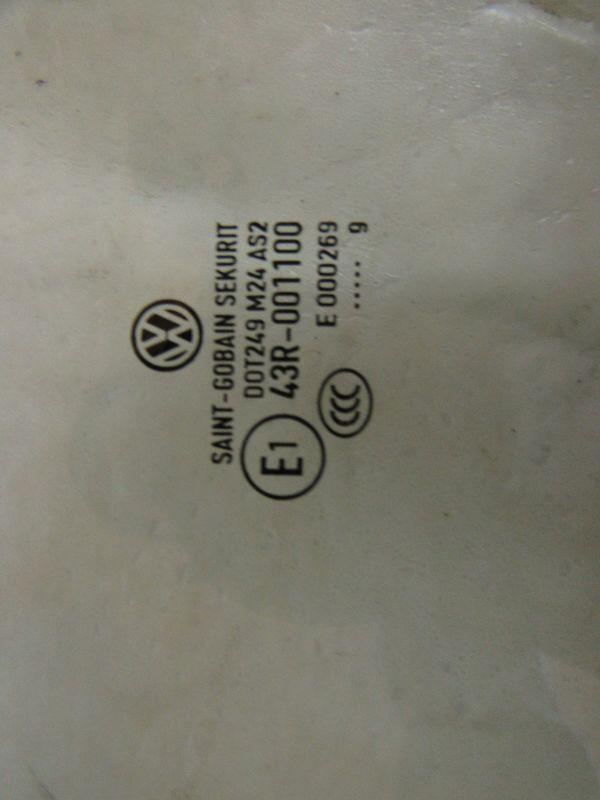 SAINT-GOBAIN SEKURIT
DOT249 M24 AS2
E1 43R-001100
CCC E 000269
..... 9